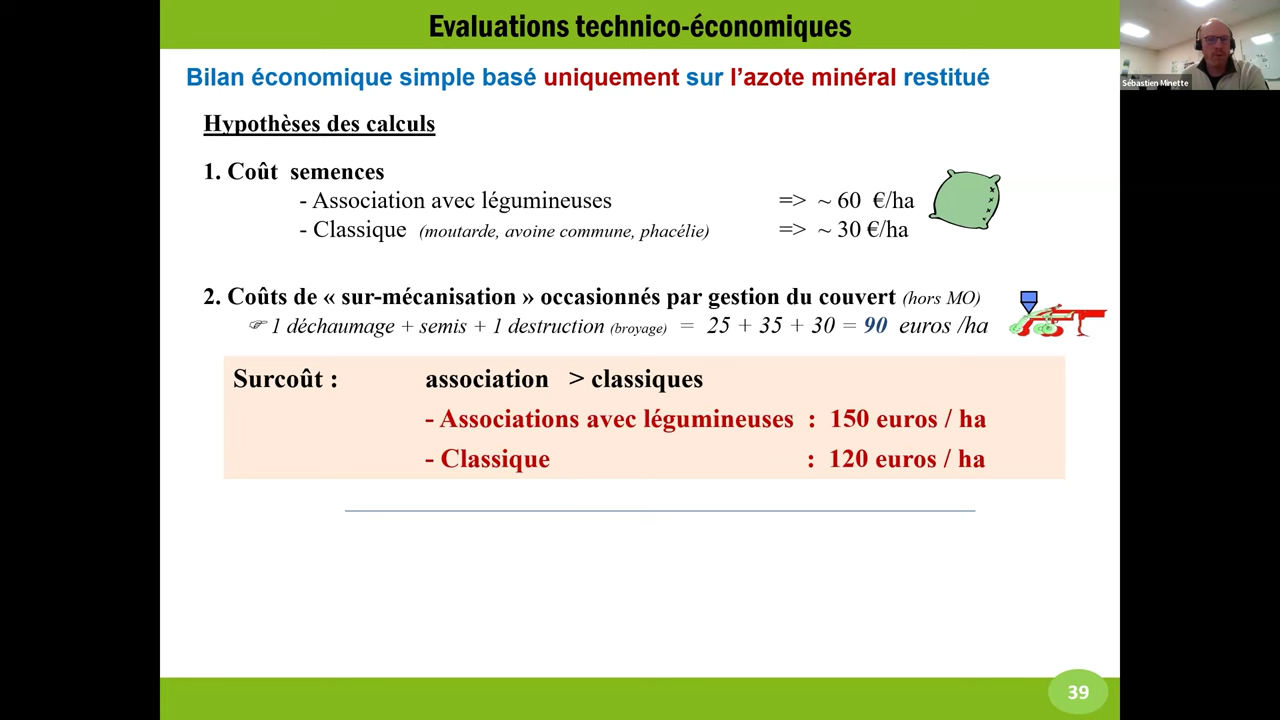 Evaluations technico-économiques
Sébastien Minette
Bilan économique simple basé uniquement sur l'azote minéral restitué
Hypothèses des calculs
1. Coût semences
- Association avec légumineuses => ~ 60 €/ha
- Classique (moutarde, avoine commune, phacélie) => ~ 30 €/ha
2. Coûts de « sur-mécanisation » occasionnés par gestion du couvert (hors MO)
☞ 1 déchaumage + semis + 1 destruction (broyage) = 25 + 35 + 30 = 90 euros /ha
Surcoût : association > classiques
- Associations avec légumineuses : 150 euros / ha
- Classique : 120 euros / ha
39